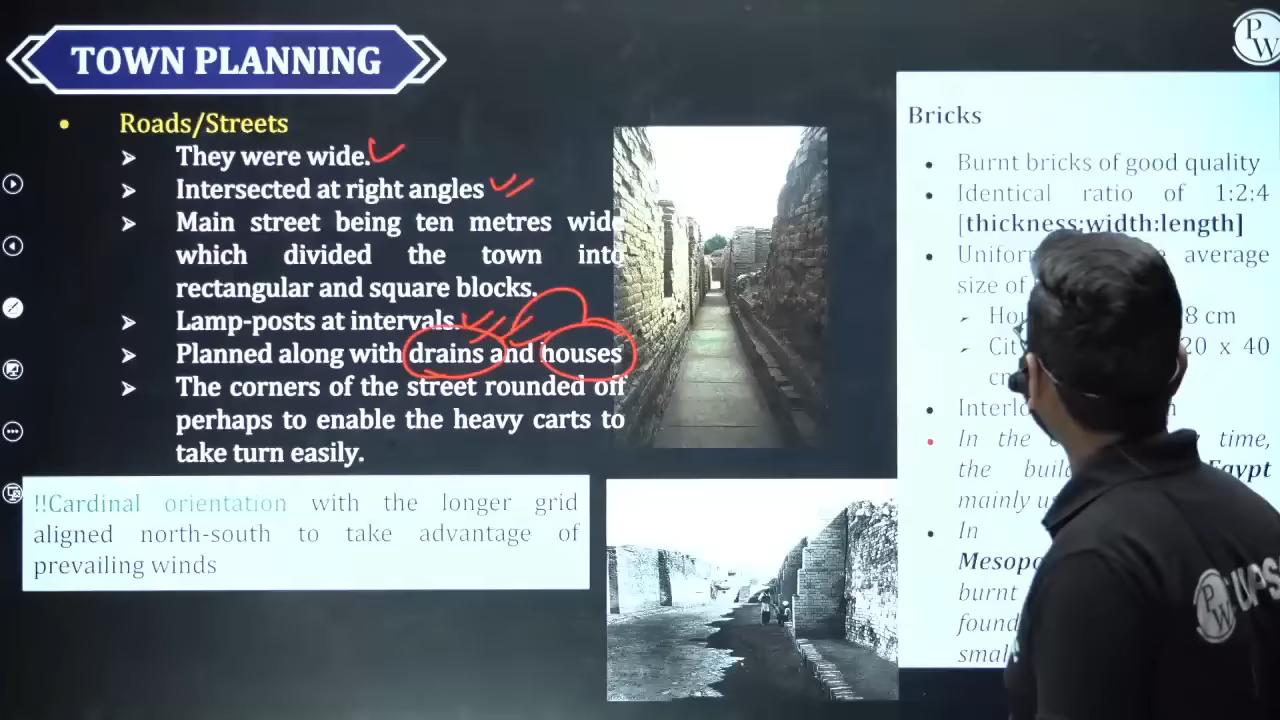 TOWN PLANNING
Roads/Streets
They were wide.
Intersected at right angles
Main street being ten metres wide
which divided the town into
rectangular and square blocks.
Lamp-posts at intervals.
Planned along with drains and houses
The corners of the street rounded off
perhaps to enable the heavy carts to
take turn easily.
!!Cardinal orientation with the longer grid
aligned north-south to take advantage of
prevailing winds
PW
Bricks
Burnt bricks of good quality
Identical ratio of 1:2:4
[thickness:width:length]
average
size of
8 cm
20 x 40
In the time,
the Egypt
mainly
In
burnt
PW